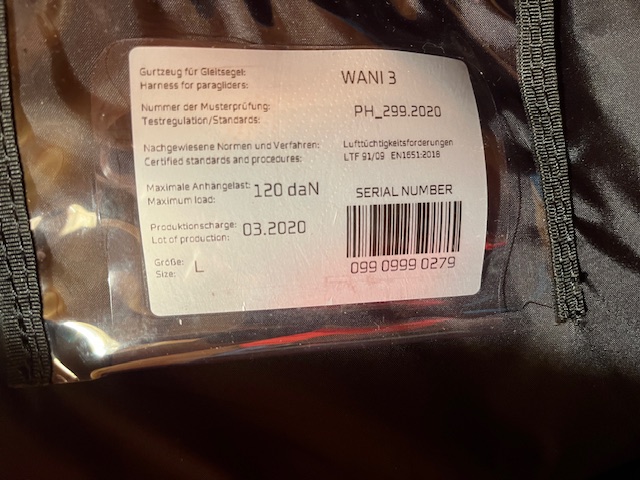 Gurtzeug für Gleitsegel:
Harness for paragliders: WANI 3
Nummer der Musterprüfung:
Testregulation/Standards: PH_299.2020
Nachgewiesene Normen und Verfahren: Lufttüchtigkeitsforderungen
Certified standards and procedures: LTF 91/09 EN1651:2018
Maximale Anhängelast:
Maximum load: 120 daN
SERIAL NUMBER
Produktionscharge:
Lot of production: 03.2020
099 0999 0279
Größe:
Size: L